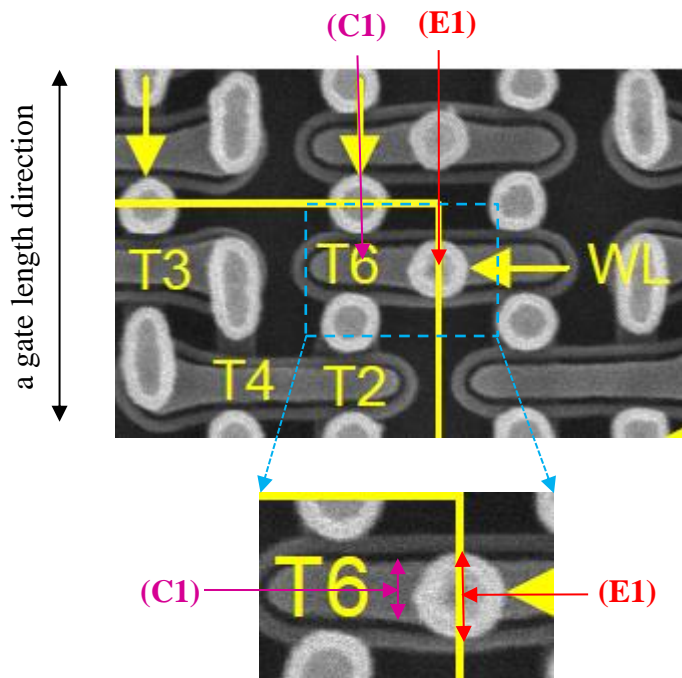 (C1)
(E1)
a gate length direction
T3
T6
WL
T4
T2
T6
(C1)
(E1)